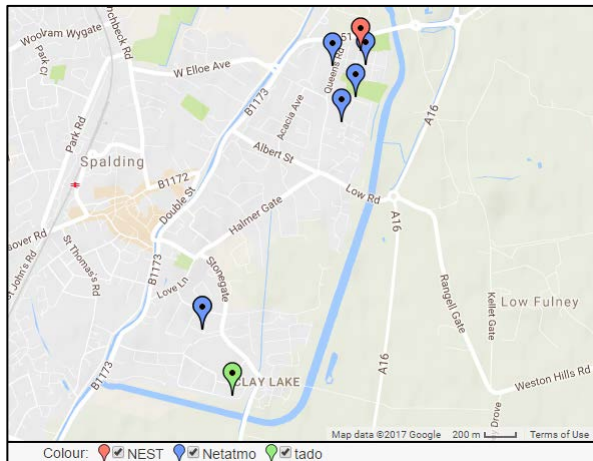 Woolram Wygate
Park Cl
Park Rd
W Elloe Ave
B1173
Queens Rd
Acacia Ave
A16
Spalding
B1172
Double St
Albert St
Low Rd
Halmer Gate
A16
St Thomas's Rd
St John's Rd
B1173
Love Ln
Stonegate
Rangell Gate
Kellet Gate
Low Fulney
A16
B1173
CLAY LAKE
Weston Hills Rd
Drove
Map data ©2017 Google 200 m Terms of Use
Colour: NEST Netatmo tado